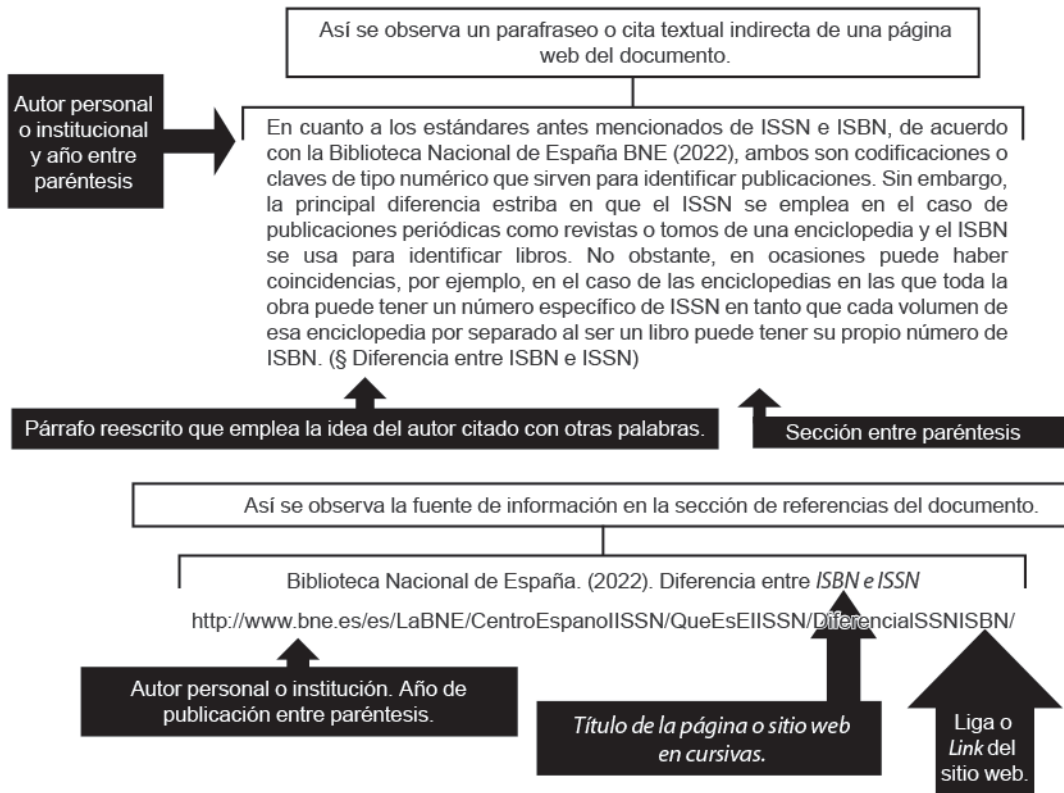 Así se observa un parafraseo o cita textual indirecta de una página
web del documento.
Autor personal
o institucional
y año entre
paréntesis
En cuanto a los estándares antes mencionados de ISSN e ISBN, de acuerdo
con la Biblioteca Nacional de España BNE (2022), ambos son codificaciones o
claves de tipo numérico que sirven para identificar publicaciones. Sin embargo,
la principal diferencia estriba en que el ISSN se emplea en el caso de
publicaciones periódicas como revistas o tomos de una enciclopedia y el ISBN
se usa para identificar libros. No obstante, en ocasiones puede haber
coincidencias, por ejemplo, en el caso de las enciclopedias en las que toda la
obra puede tener un número específico de ISSN en tanto que cada volumen de
esa enciclopedia por separado al ser un libro puede tener su propio número de
ISBN. (§ Diferencia entre ISBN e ISSN)
Párrafo reescrito que emplea la idea del autor citado con otras palabras.
Sección entre paréntesis
Así se observa la fuente de información en la sección de referencias del documento.
Biblioteca Nacional de España. (2022). Diferencia entre ISBN e ISSN
http://www.bne.es/es/LaBNE/CentroEspanolISSN/QueEsElISSN/DiferenciaISSNISBN/
Autor personal o institución. Año de
publicación entre paréntesis.
Título de la página o sitio web
en cursivas.
Liga o
Link del
sitio web.